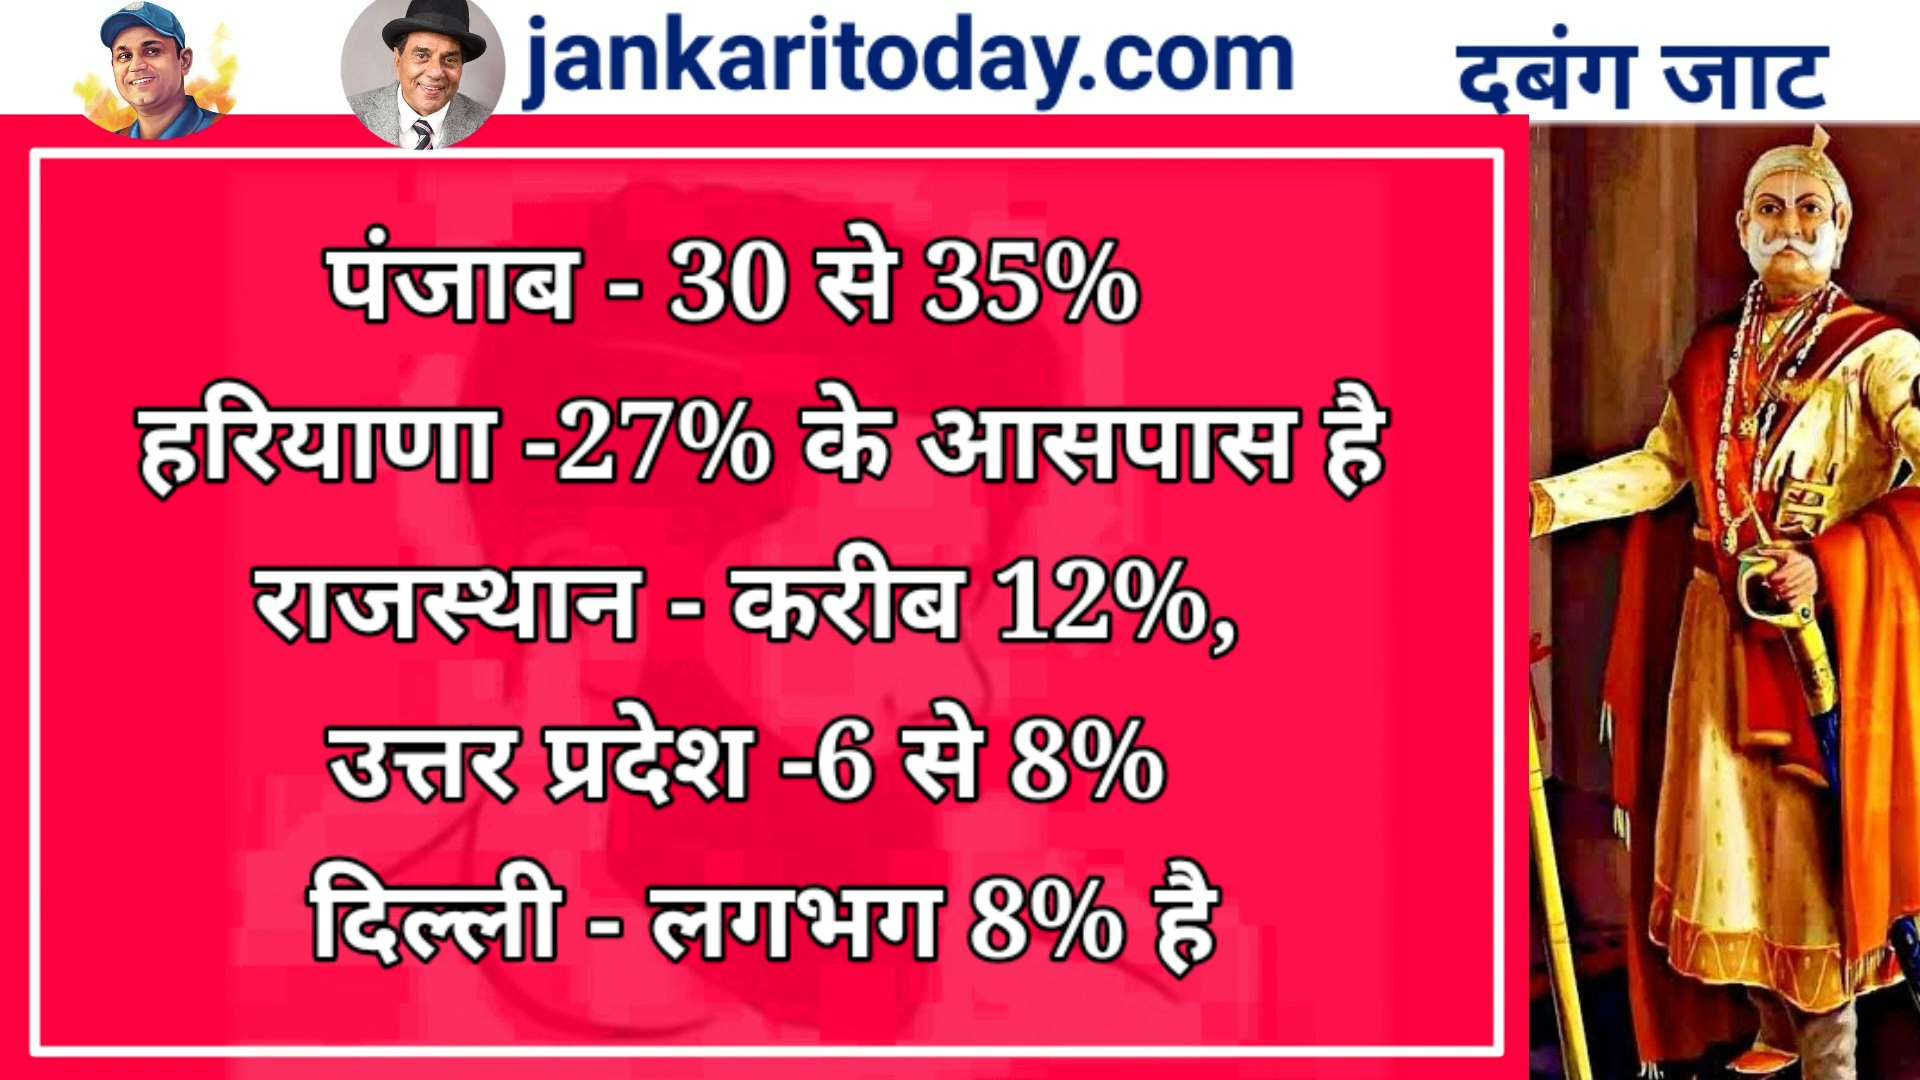 jankaritoday.com
दबंग जाट
पंजाब - 30 से 35%
हरियाणा -27% के आसपास है
राजस्थान - करीब 12%,
उत्तर प्रदेश -6 से 8%
दिल्ली - लगभग 8% है